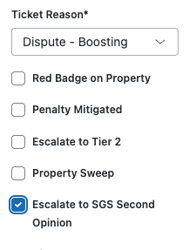 Ticket Reason*
Dispute - Boosting
Red Badge on Property
Penalty Mitigated
Escalate to Tier 2
Property Sweep
Escalate to SGS Second
Opinion